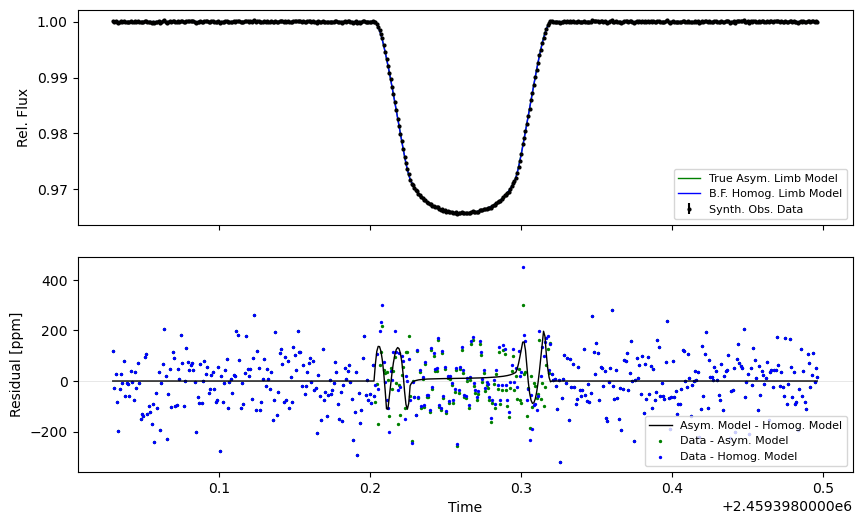 1.00
0.99
0.98
0.97
Rel. Flux
True Asym. Limb Model
B.F. Homog. Limb Model
Synth. Obs. Data
400
200
0
−200
Residual [ppm]
Asym. Model - Homog. Model
Data - Asym. Model
Data - Homog. Model
0.1
0.2
0.3
0.4
0.5
Time
+2.4593980000e6